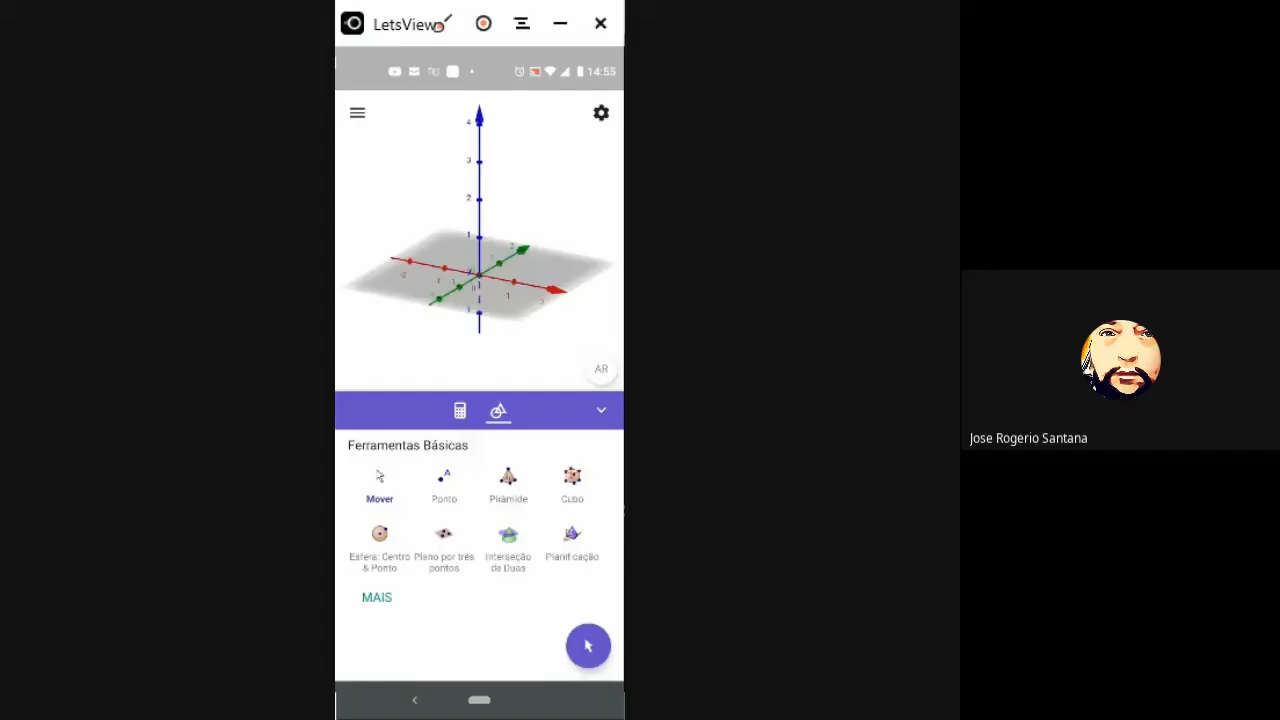 LetsView
14:55
4
3
2
1
AR
Ferramentas Básicas
Mover
Ponto
Pirâmide
Cubo
Esfera: Centro
& Ponto
Plano por três
pontos
Interseção
de Duas
Planificação
MAIS
Jose Rogerio Santana